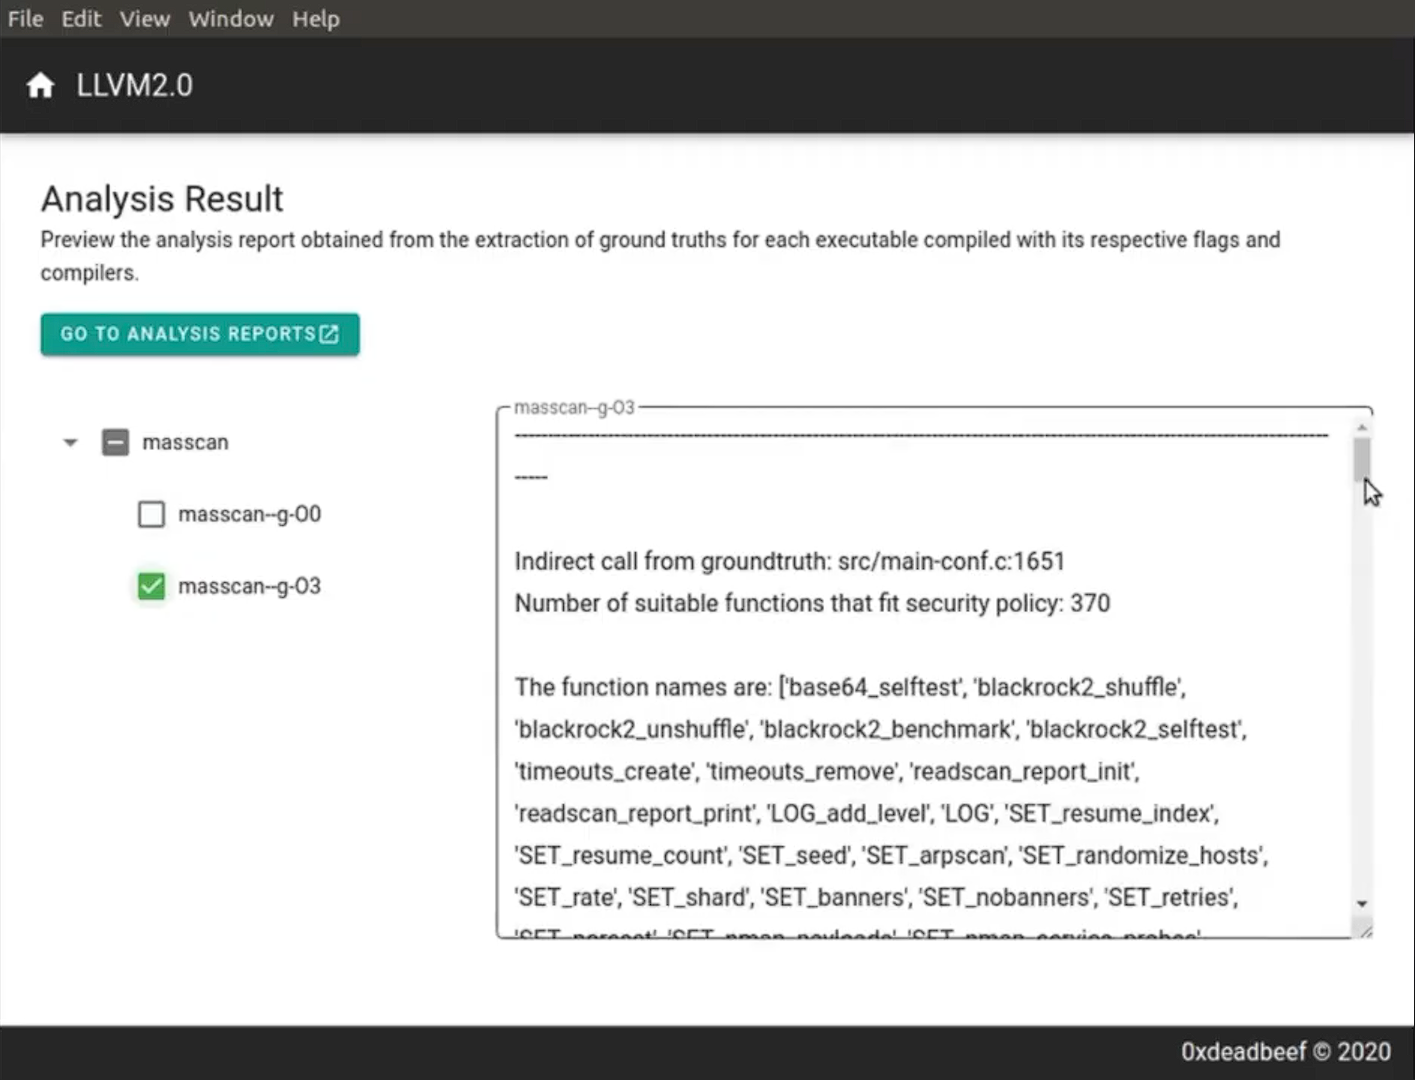 File Edit View Window Help
LLVM2.0
Analysis Result
Preview the analysis report obtained from the extraction of ground truths for each executable compiled with its respective flags and
compilers.
GO TO ANALYSIS REPORTS
masscan
masscan--g-O0
masscan--g-O3
masscan--g-O3
-----
Indirect call from groundtruth: src/main-conf.c:1651
Number of suitable functions that fit security policy: 370
The function names are: ['base64_selftest', 'blackrock2_shuffle',
'blackrock2_unshuffle', 'blackrock2_benchmark', 'blackrock2_selftest',
'timeouts_create', 'timeouts_remove', 'readscan_report_init',
'readscan_report_print', 'LOG_add_level', 'LOG', 'SET_resume_index',
'SET_resume_count', 'SET_seed', 'SET_arpscan', 'SET_randomize_hosts',
'SET_rate', 'SET_shard', 'SET_banners', 'SET_nobanners', 'SET_retries',
'SET_noreset', 'SET_nmap_payloads', 'SET_nmap_service_probes',
0xdeadbeef © 2020